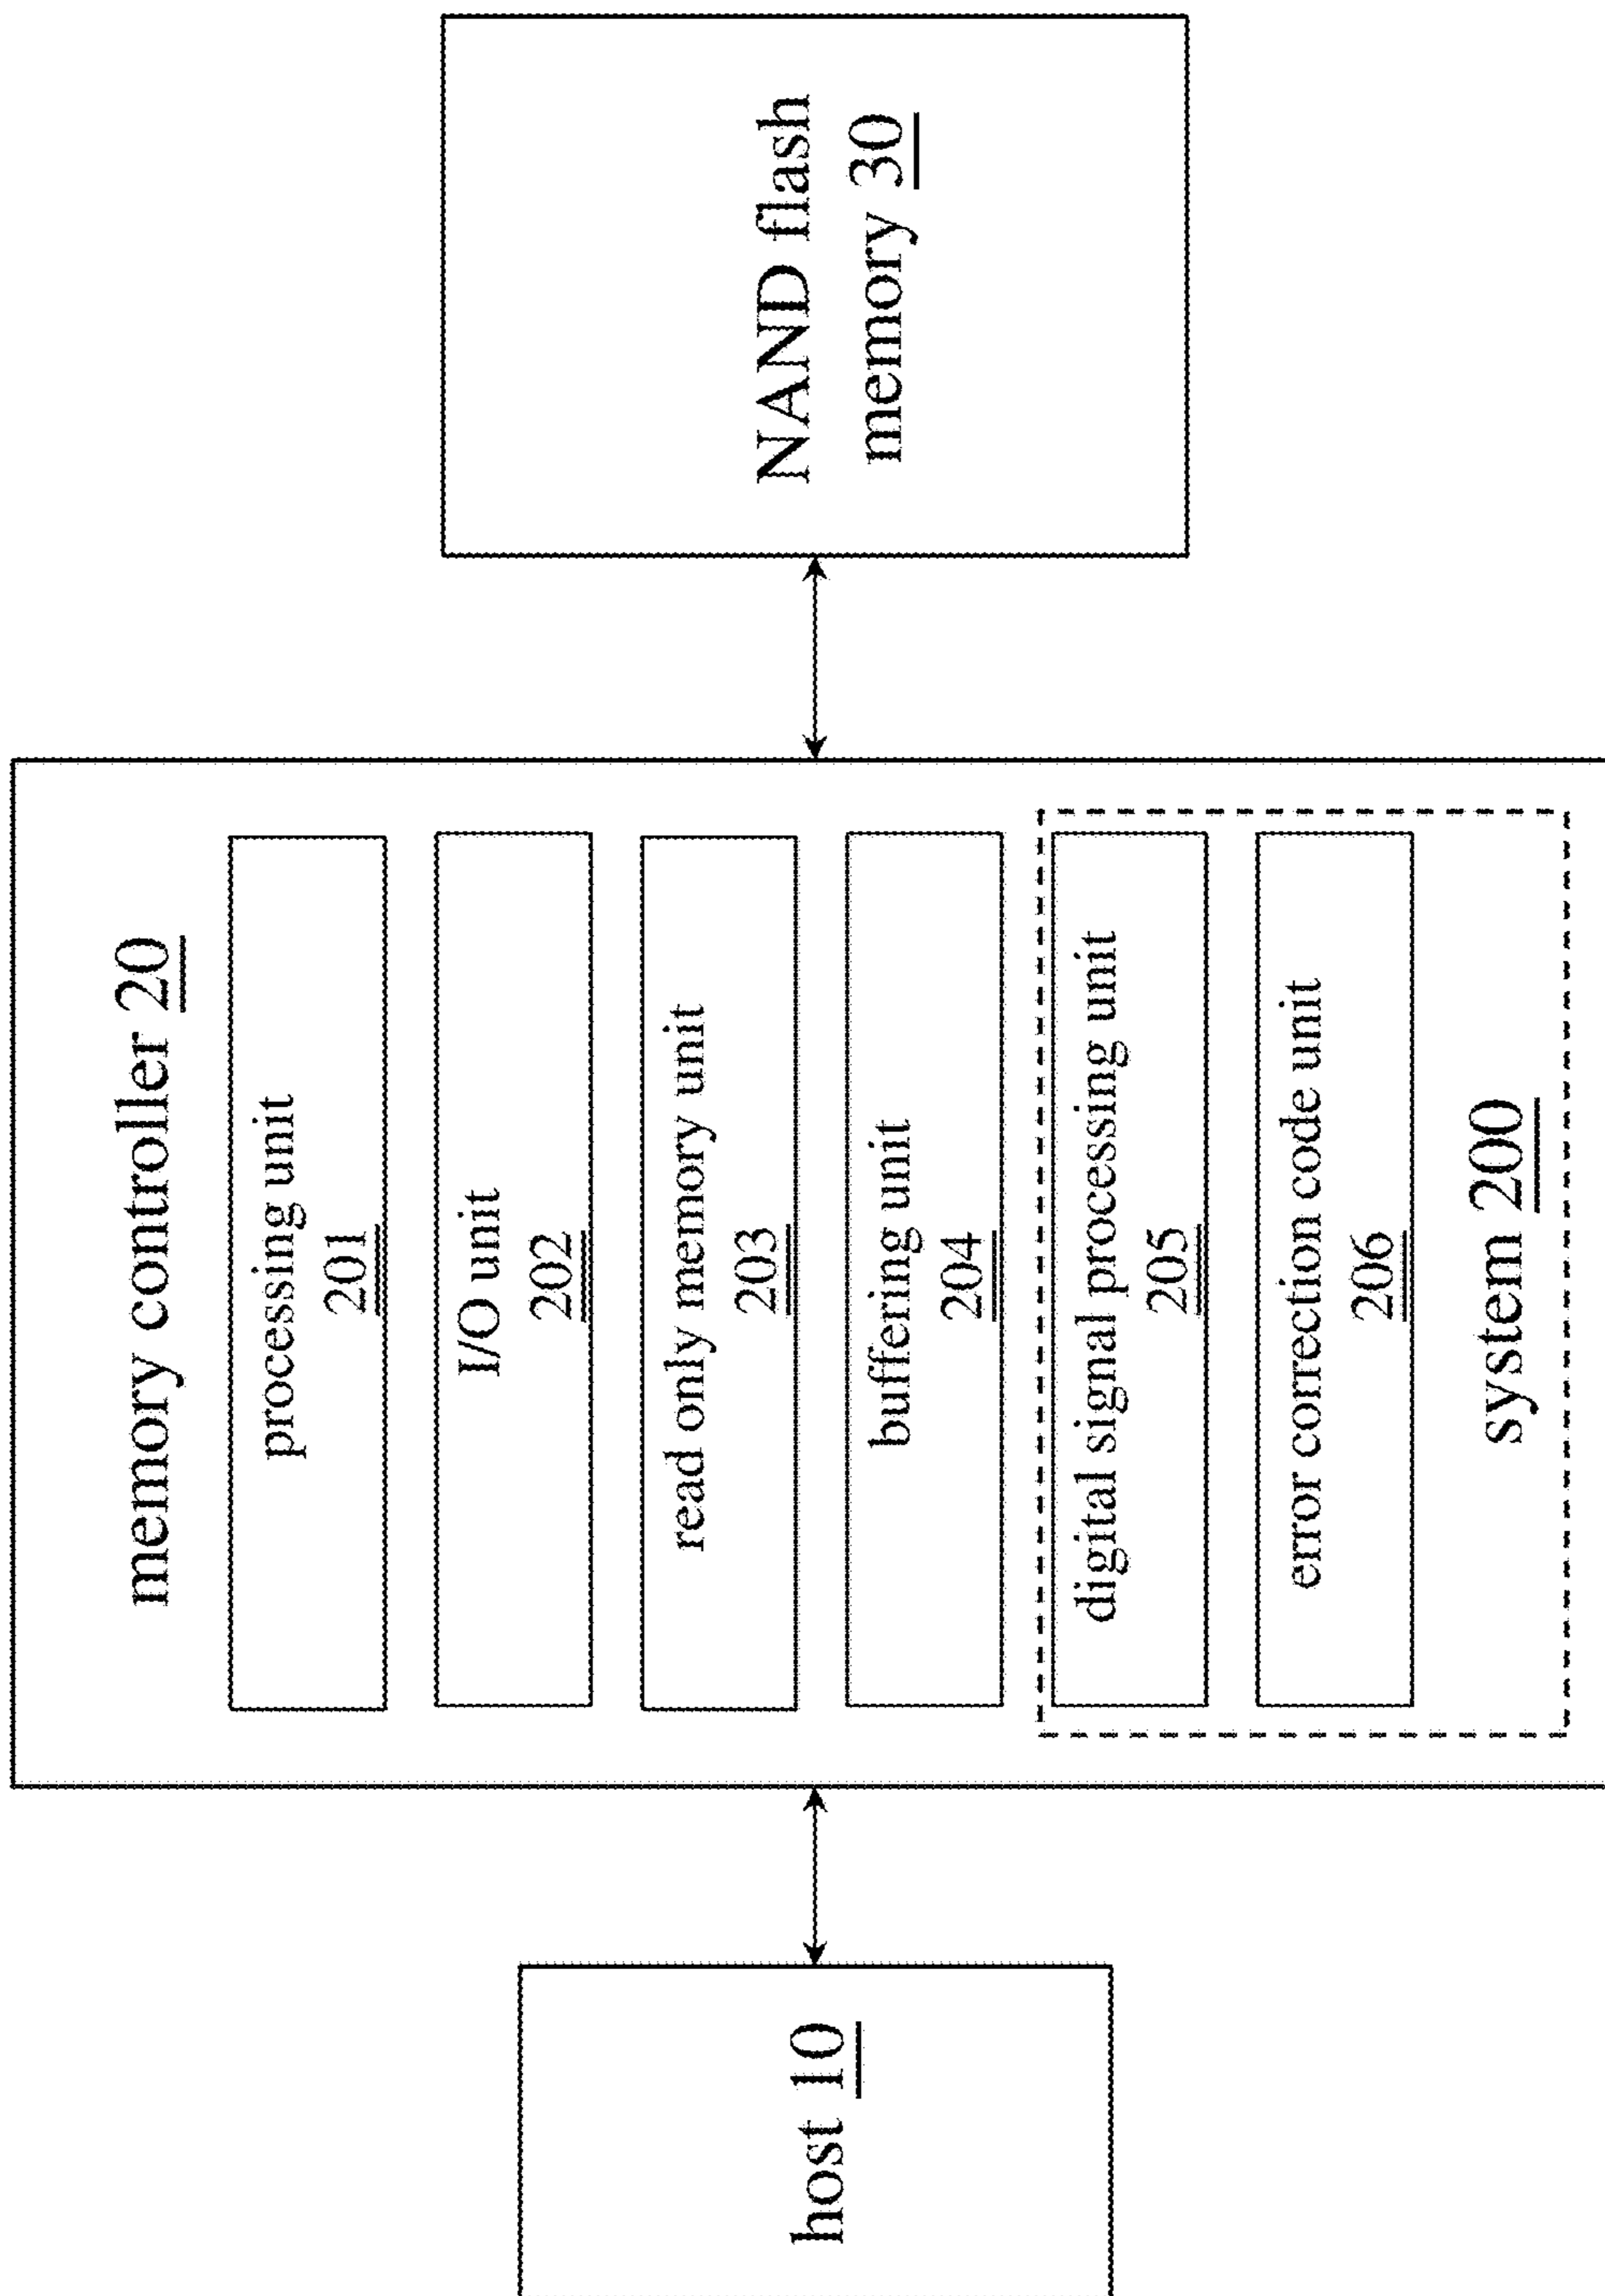 host 10
memory controller 20
processing unit
201
I/O unit
202
read only memory unit
203
buffering unit
204
digital signal processing unit
205
error correction code unit
206
system 200
NAND flash
memory 30